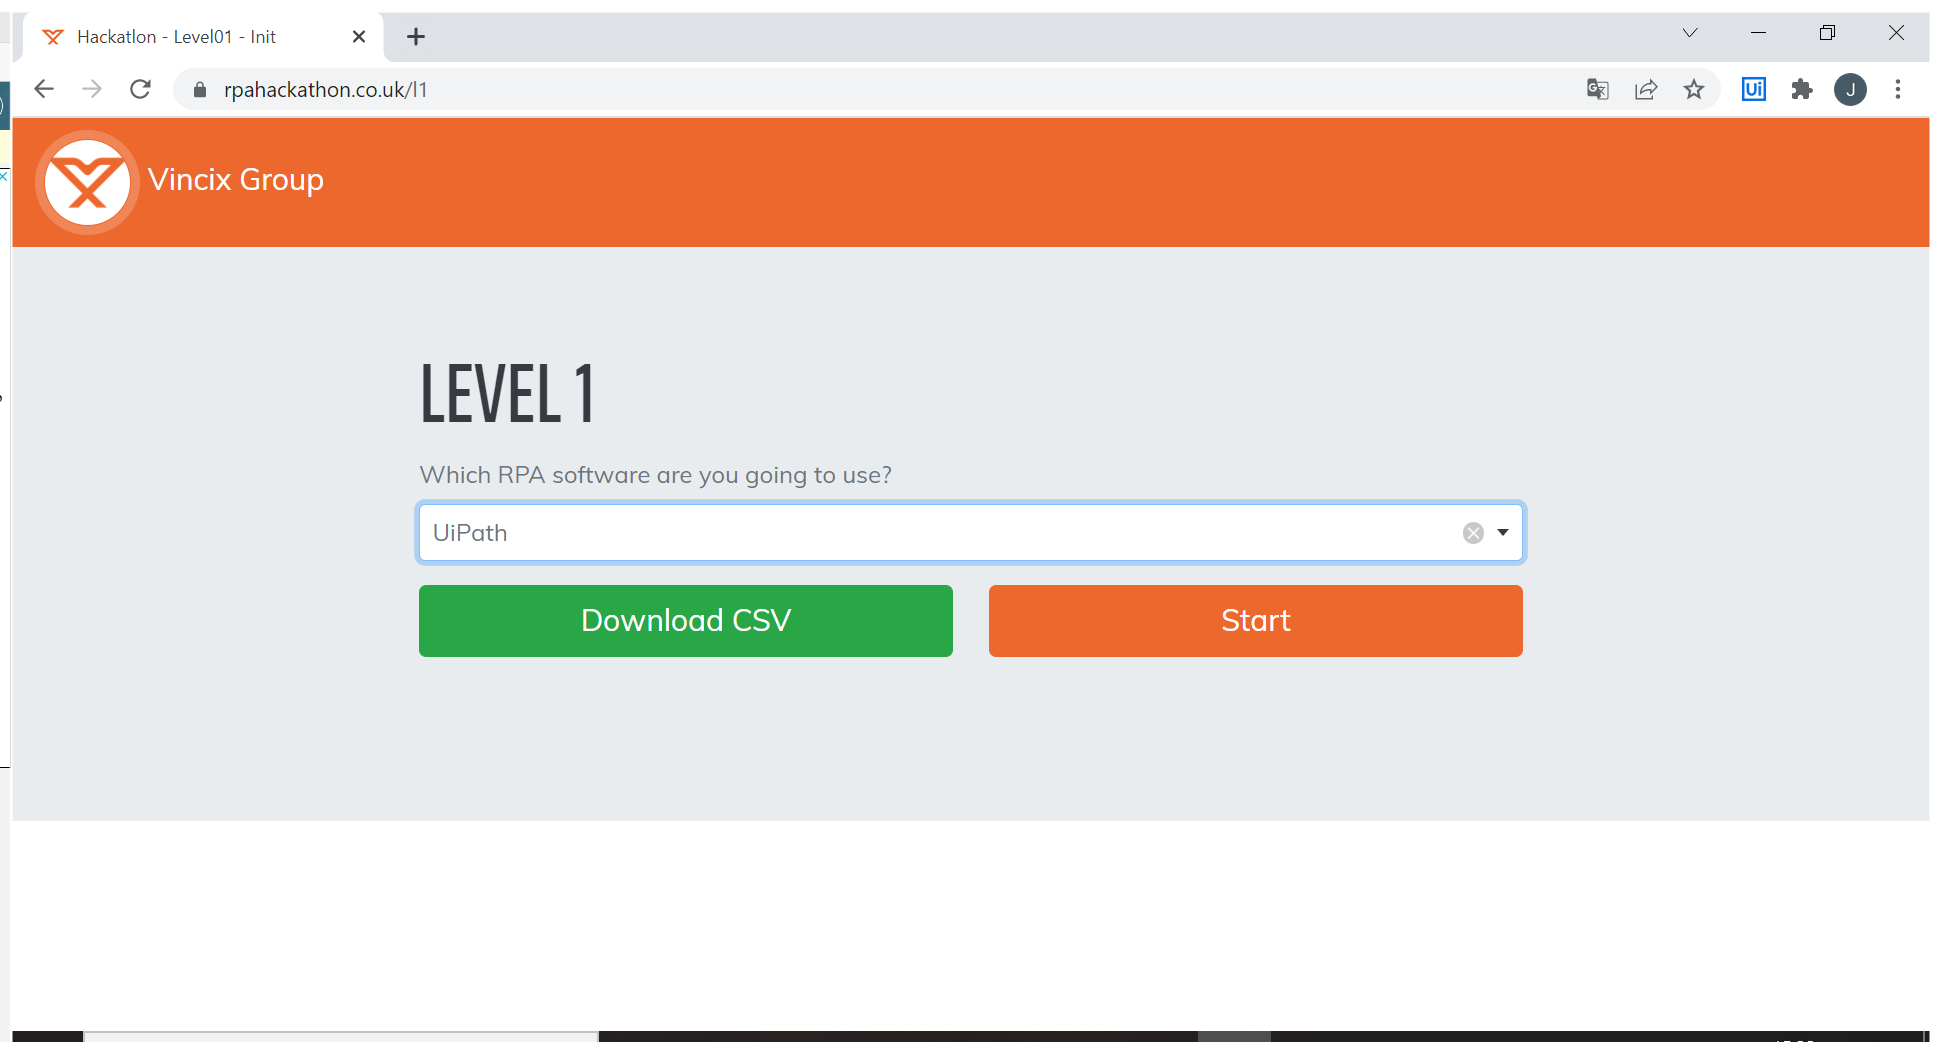 Hackatlon - Level01 - Init
rpahackathon.co.uk/l1
Ui
J
Vincix Group
LEVEL 1
Which RPA software are you going to use?
UiPath
Download CSV
Start